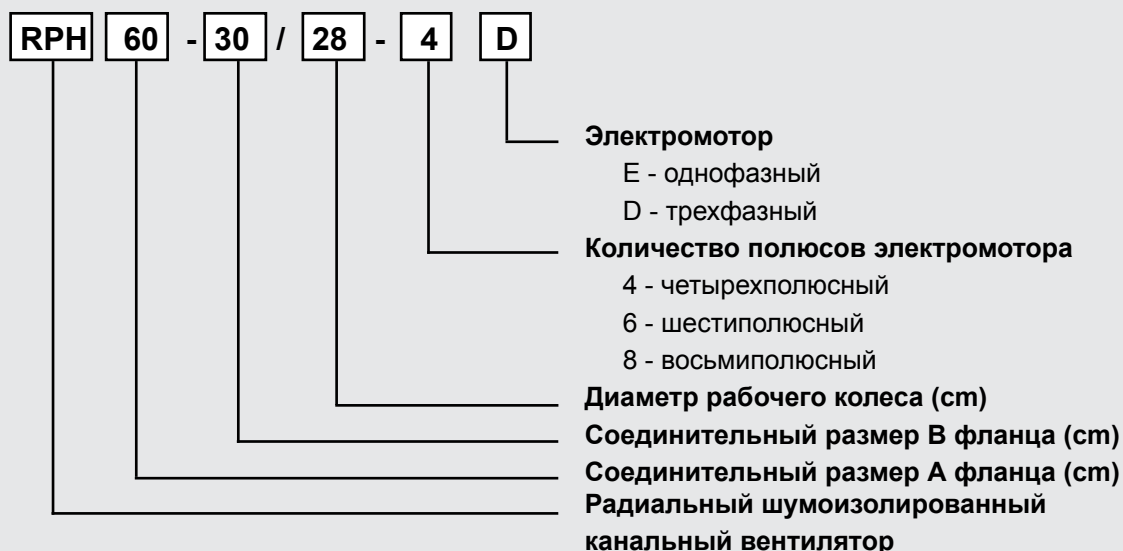 RPH 60 - 30 / 28 - 4 D
Электромотор
E - однофазный
D - трехфазный
Количество полюсов электромотора
4 - четырехполюсный
6 - шестиполюсный
8 - восьмиполюсный
Диаметр рабочего колеса (cm)
Соединительный размер B фланца (cm)
Соединительный размер A фланца (cm)
Радиальный шумоизолированный
канальный вентилятор